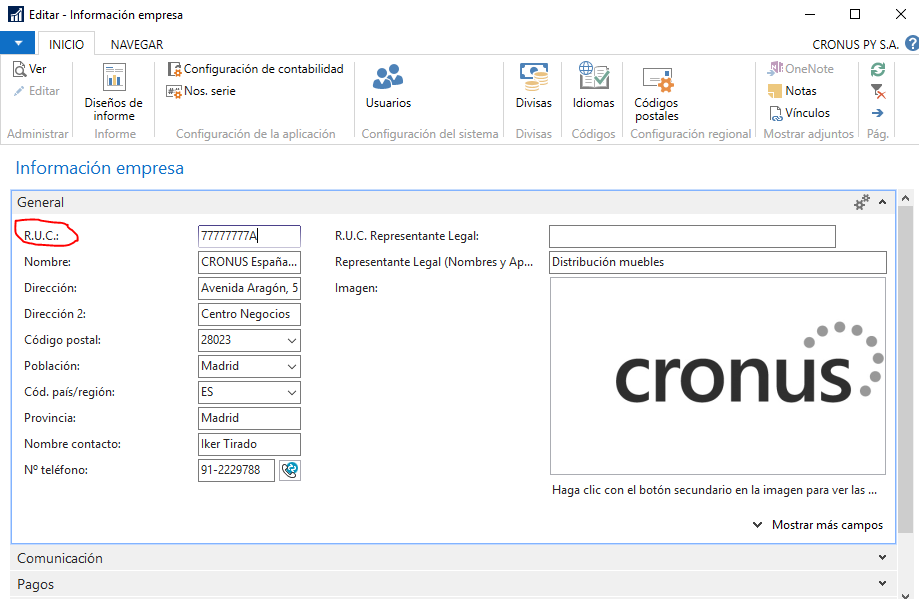 Editar - Información empresa
INICIO NAVEGAR CRONUS PY S.A. ?
Ver
Editar
Administrar
Diseños de
informe
Informe
Configuración de contabilidad
Nos. serie
Configuración de la aplicación
Usuarios
Configuración del sistema
Divisas
Divisas
Idiomas
Códigos
Códigos
postales
Configuración regional
OneNote
Notas
Vínculos
Mostrar adjuntos
Pág.
Información empresa
General
R.U.C.: 77777777A
Nombre: CRONUS España...
Dirección: Avenida Aragón, 5
Dirección 2: Centro Negocios
Código postal: 28023
Población: Madrid
Cód. país/región: ES
Provincia: Madrid
Nombre contacto: Iker Tirado
Nº teléfono: 91-2229788
R.U.C. Representante Legal:
Representante Legal (Nombres y Ap... Distribución muebles
Imagen:
cronus
Haga clic con el botón secundario en la imagen para ver las ...
Mostrar más campos
Comunicación
Pagos